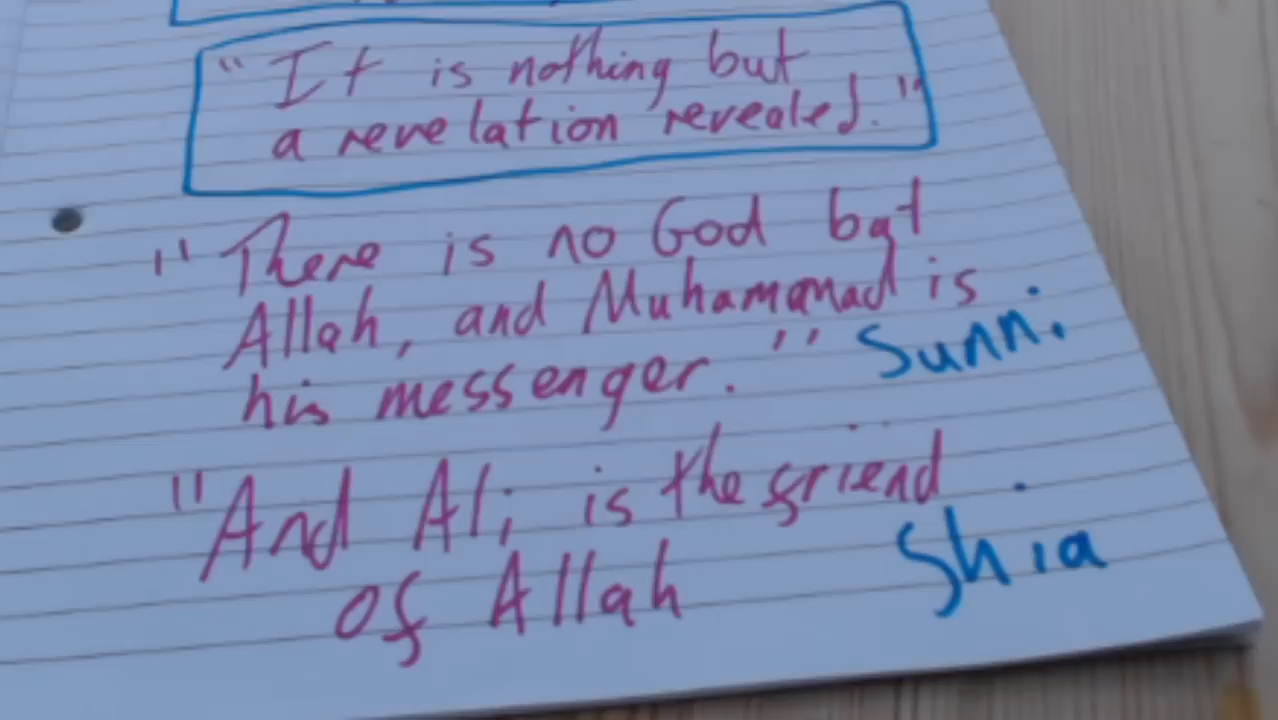 "It is nothing but
a revelation revealed."
"There is no God but
Allah, and Muhammad is
his messenger." Sunni
"And Ali is the friend
of Allah Shia